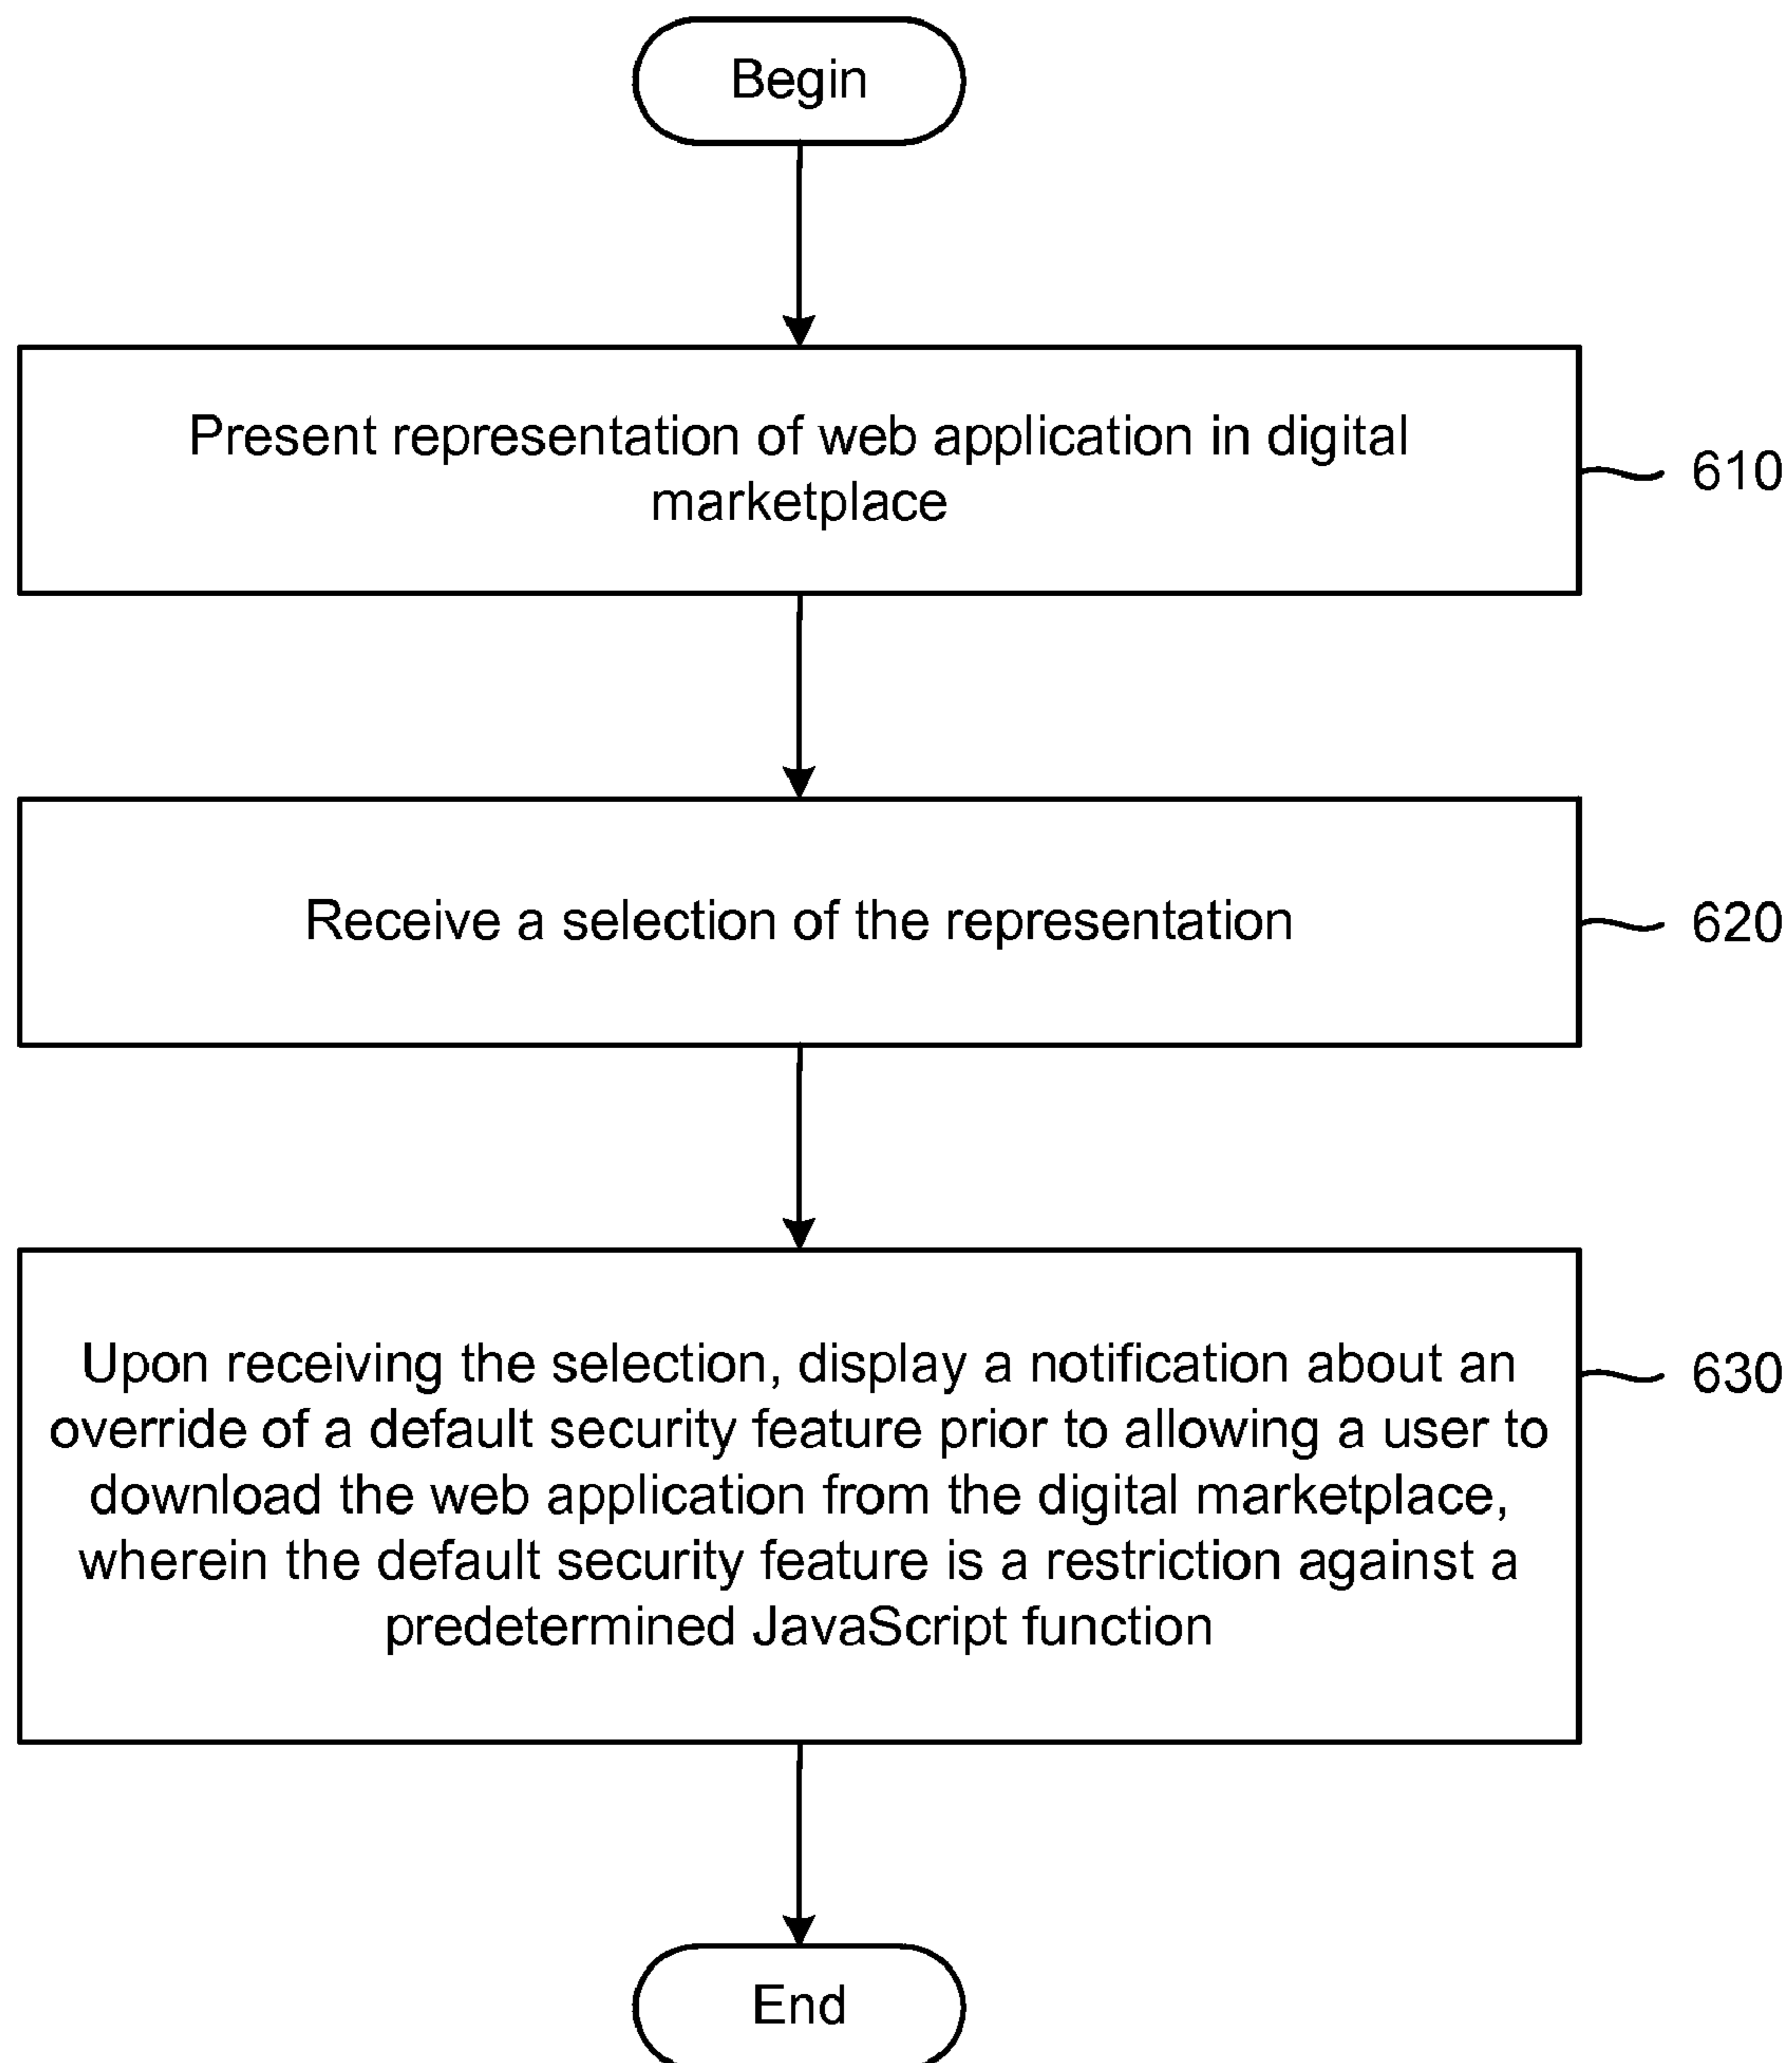 Begin
Present representation of web application in digital
marketplace
610
Receive a selection of the representation
620
Upon receiving the selection, display a notification about an
override of a default security feature prior to allowing a user to
download the web application from the digital marketplace,
wherein the default security feature is a restriction against a
predetermined JavaScript function
630
End